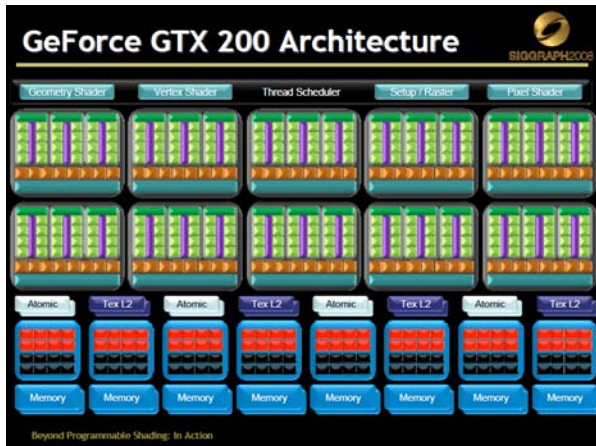 GeForce GTX 200 Architecture
SIGGRAPH2008
Geometry Shader Vertex Shader Thread Scheduler Setup / Raster Pixel Shader
Atomic Tex L2 Atomic Tex L2 Atomic Tex L2 Atomic Tex L2
Memory Memory Memory Memory Memory Memory Memory Memory
Beyond Programmable Shading: In Action